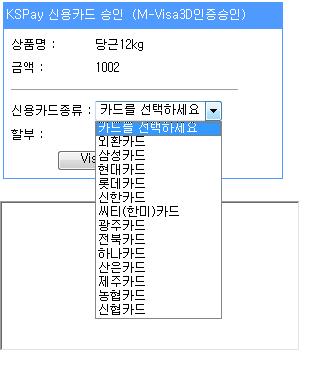 KSPay 신용카드 승인 (M-Visa3D인증승인)
상품명 : 당근12kg
금액 : 1002
신용카드종류 : 카드를 선택하세요
할부 :
카드를 선택하세요
외환카드
삼성카드
현대카드
롯데카드
신한카드
씨티(한미)카드
광주카드
전북카드
하나카드
산은카드
제주카드
농협카드
신협카드